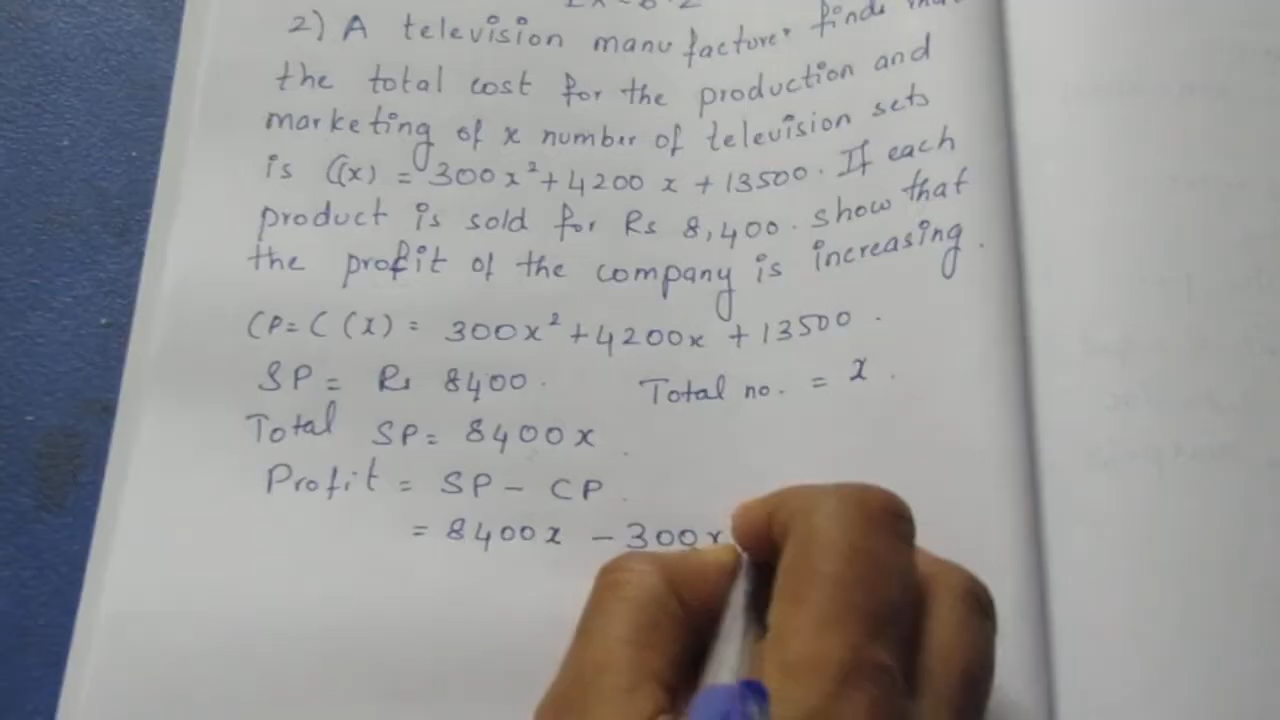 2) A television manufacturer finds
the total cost for the production and
marketing of x number of television sets
is C(x) = 300x² + 4200x + 13500. If each
product is sold for Rs 8,400. show that
the profit of the company is increasing.
CP = C(x) = 300x² + 4200x + 13500.
SP = Rs 8400. Total no. = x.
Total SP = 8400x.
Profit = SP - CP.
= 8400x - 300x